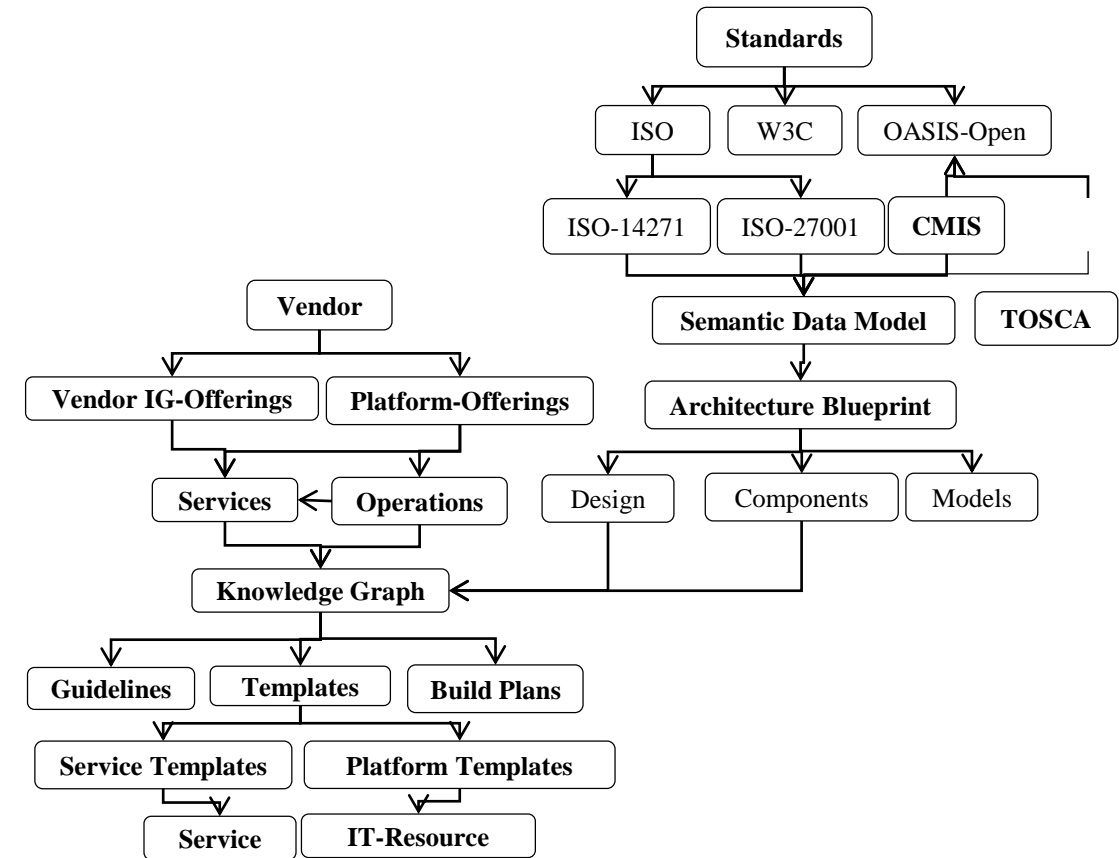 Standards
ISO
W3C
OASIS-Open
ISO-14271
ISO-27001
CMIS
Vendor
Semantic Data Model
TOSCA
Vendor IG-Offerings
Platform-Offerings
Architecture Blueprint
Services
Operations
Design
Components
Models
Knowledge Graph
Guidelines
Templates
Build Plans
Service Templates
Platform Templates
Service
IT-Resource